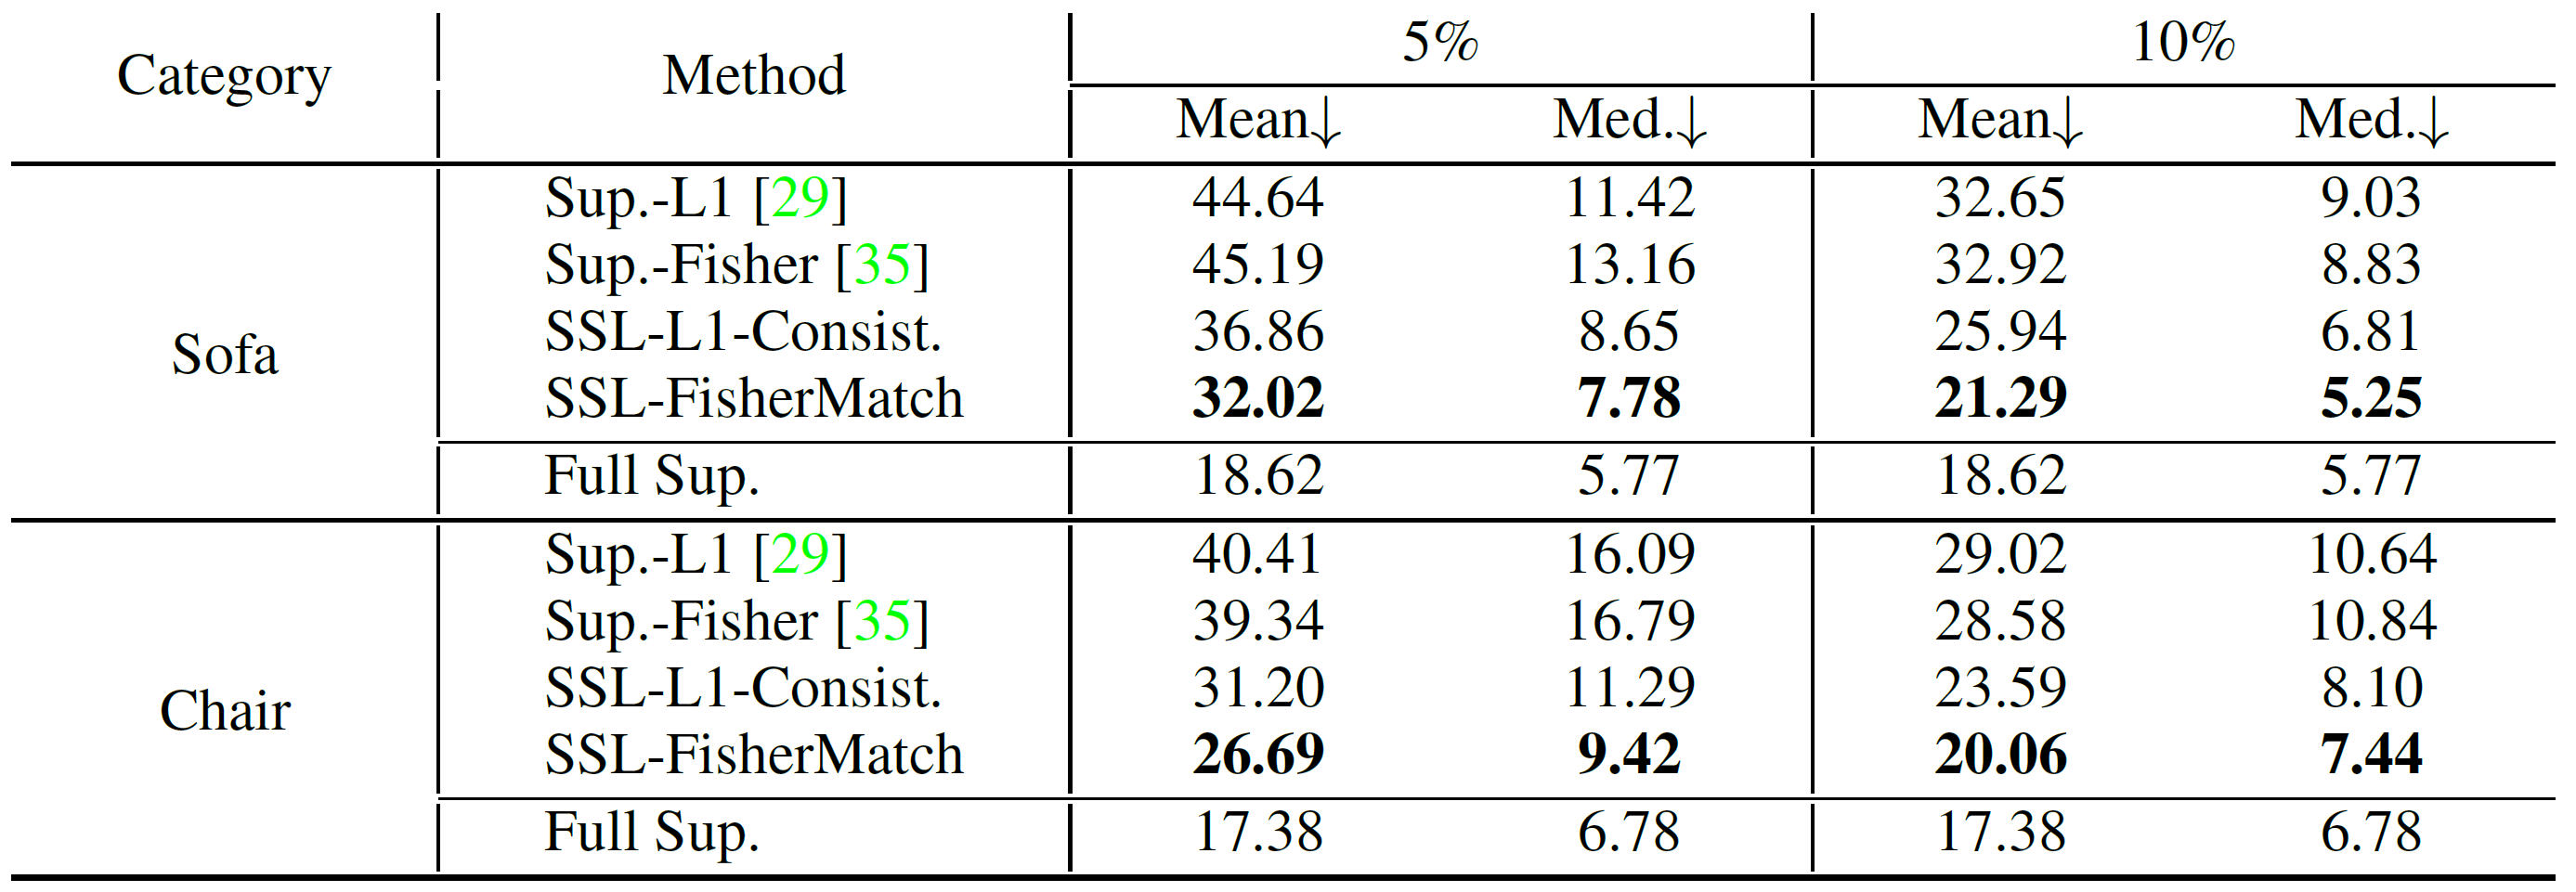 Category Method 5% 10%
Mean↓ Med.↓ Mean↓ Med.↓
Sofa
Sup.-L1 [29] 44.64 11.42 32.65 9.03
Sup.-Fisher [35] 45.19 13.16 32.92 8.83
SSL-L1-Consist. 36.86 8.65 25.94 6.81
SSL-FisherMatch 32.02 7.78 21.29 5.25
Full Sup. 18.62 5.77 18.62 5.77
Chair
Sup.-L1 [29] 40.41 16.09 29.02 10.64
Sup.-Fisher [35] 39.34 16.79 28.58 10.84
SSL-L1-Consist. 31.20 11.29 23.59 8.10
SSL-FisherMatch 26.69 9.42 20.06 7.44
Full Sup. 17.38 6.78 17.38 6.78